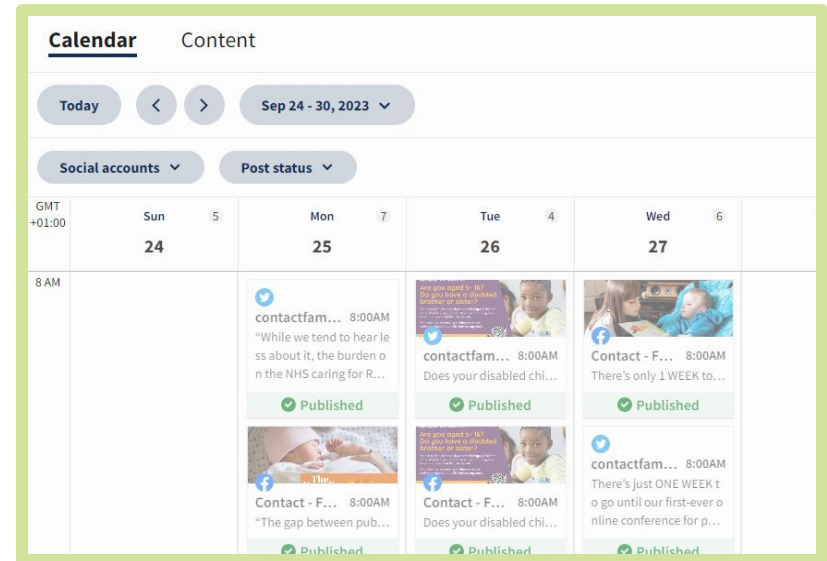 Calendar Content
Today Sep 24 - 30, 2023
Social accounts Post status
GMT
+01:00
Sun 5 Mon 7 Tue 4 Wed 6
24 25 26 27
8 AM
contactfam... 8:00AM
“While we tend to hear le
ss about it, the burden o
n the NHS caring for R...
Published
Are you aged 5- 16?
Do you have a disabled
brother or sister?
contactfam... 8:00AM
Does your disabled chi...
Published
Contact - F... 8:00AM
There's only 1 WEEK to...
Published
The
Contact - F... 8:00AM
“The gap between pub...
Published
Are you aged 5- 16?
Do you have a disabled
brother or sister?
Contact - F... 8:00AM
Does your disabled chi...
Published
contactfam... 8:00AM
There's just ONE WEEK t
o go until our first-ever o
nline conference for p...
Published